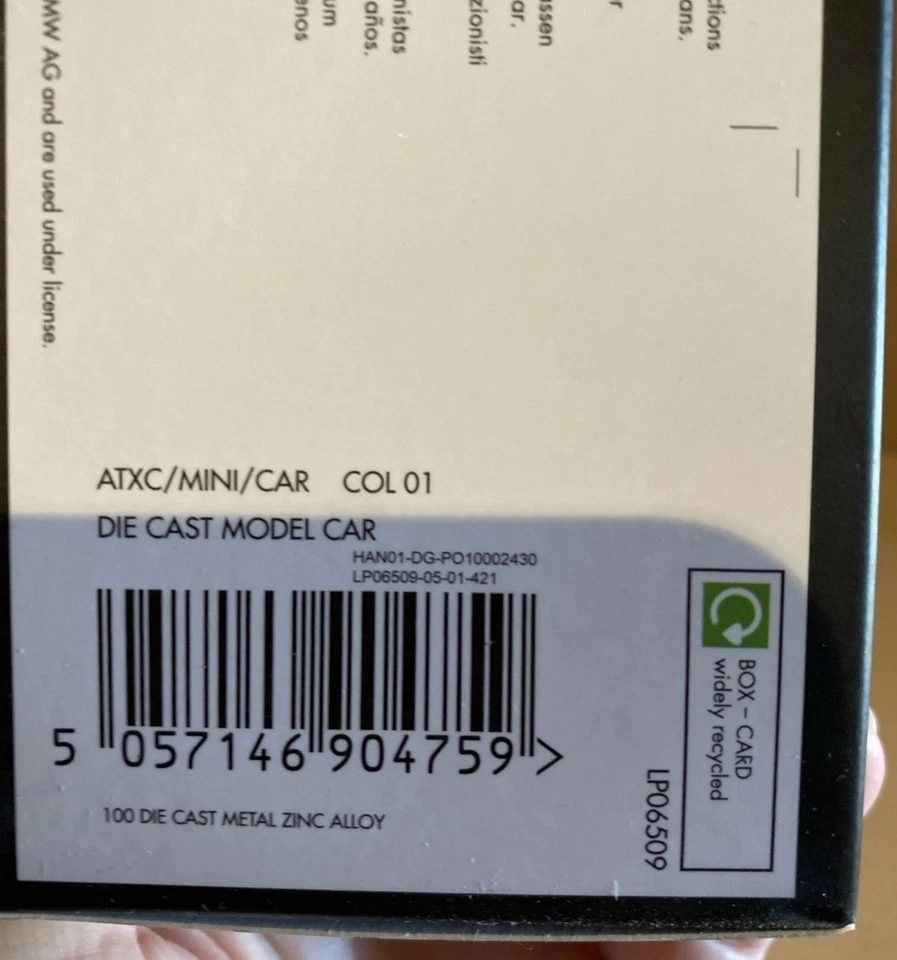 ctions
ans.
ssen
ar.
zionisti
nistas
años.
um
enos
MW AG and are used under license.
ATXC/MINI/CAR COL 01
DIE CAST MODEL CAR
HAN01-DG-PO10002430
LP06509-05-01-421
5 057146 904759 >
100 DIE CAST METAL ZINC ALLOY
BOX – CARD
widely recycled
LP06509